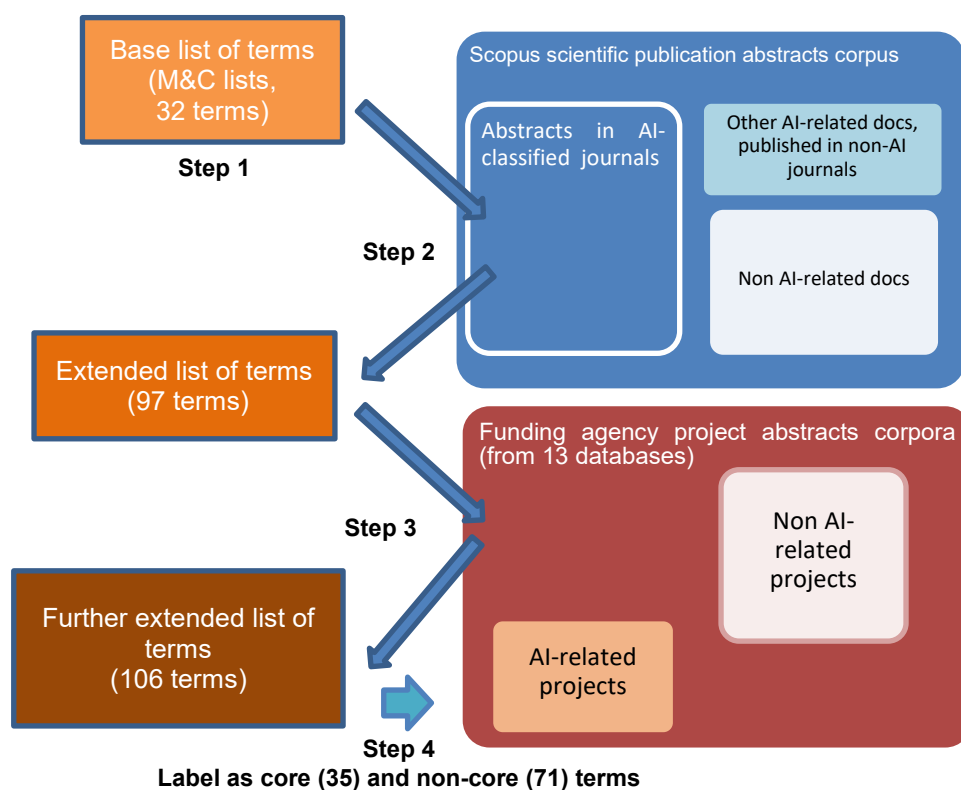 Base list of terms
(M&C lists,
32 terms)
Step 1
Scopus scientific publication abstracts corpus
Abstracts in AI-
classified journals
Other AI-related docs,
published in non-AI
journals
Non AI-related docs
Step 2
Extended list of terms
(97 terms)
Funding agency project abstracts corpora
(from 13 databases)
Step 3
Non AI-
related
projects
AI-related
projects
Further extended list of
terms
(106 terms)
Step 4
Label as core (35) and non-core (71) terms